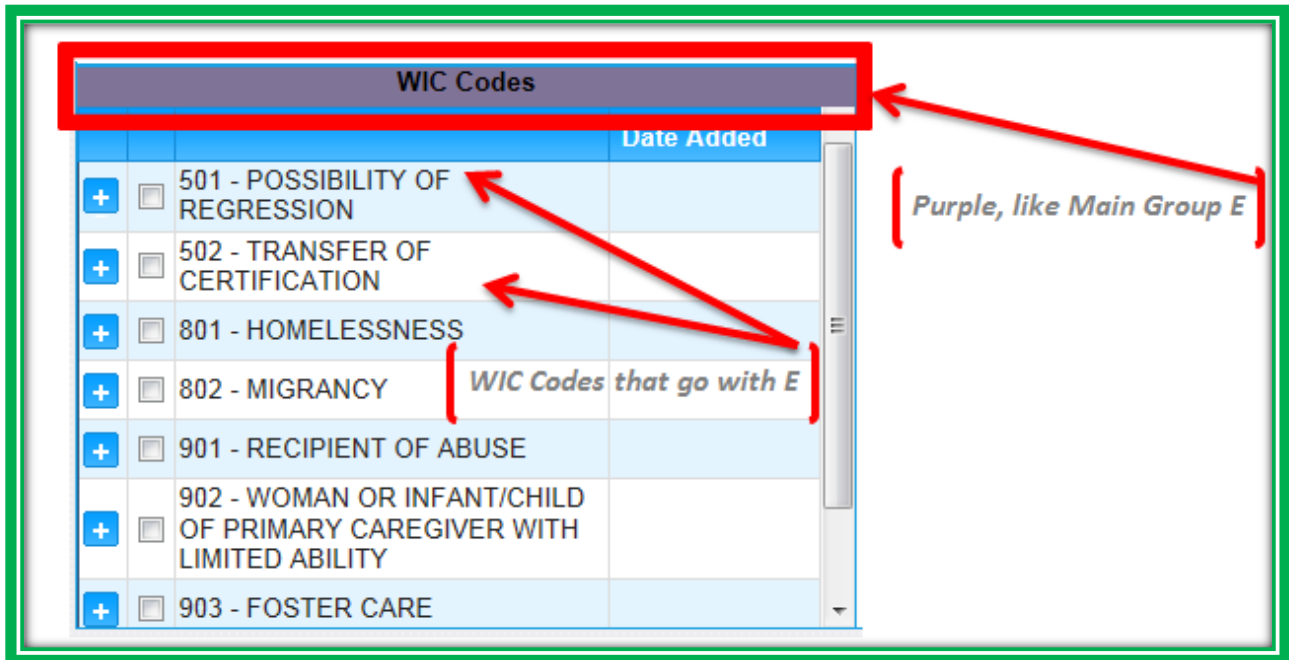 WIC Codes
Date Added
501 - POSSIBILITY OF
REGRESSION
Purple, like Main Group E
502 - TRANSFER OF
CERTIFICATION
801 - HOMELESSNESS
WIC Codes that go with E
802 - MIGRANCY
901 - RECIPIENT OF ABUSE
902 - WOMAN OR INFANT/CHILD
OF PRIMARY CAREGIVER WITH
LIMITED ABILITY
903 - FOSTER CARE